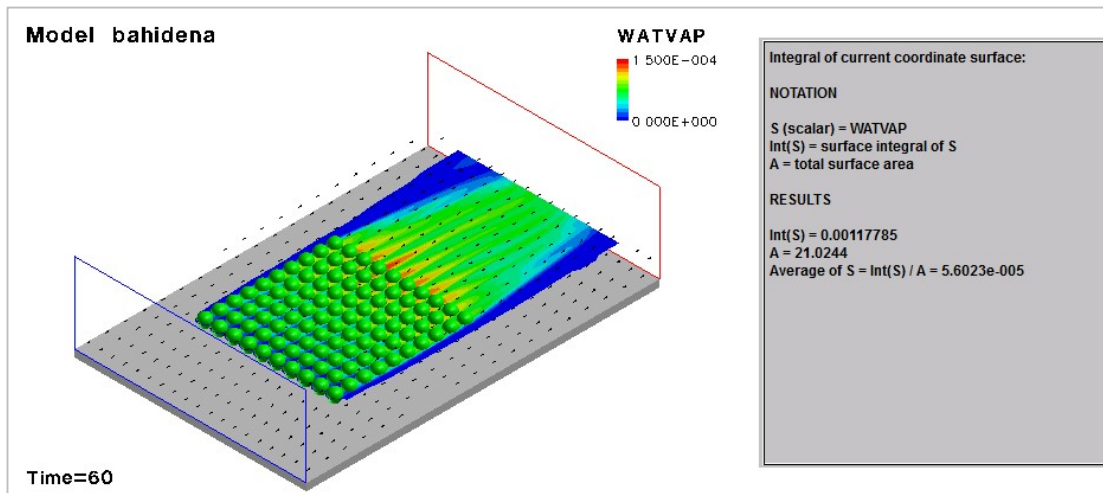 Model bahidena
WATVAP
1 500E-004
0 000E+000
Time=60
Integral of current coordinate surface:
NOTATION
S (scalar) = WATVAP
Int(S) = surface integral of S
A = total surface area
RESULTS
Int(S) = 0.00117785
A = 21.0244
Average of S = Int(S) / A = 5.6023e-005